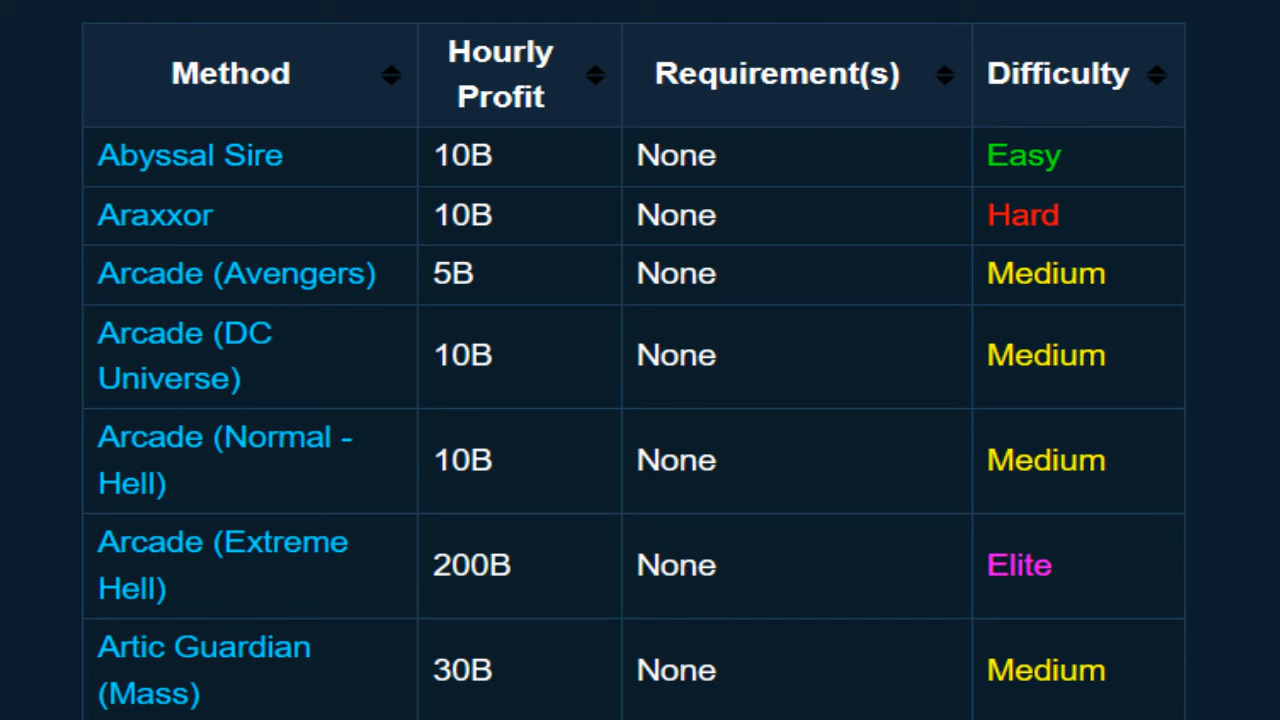 Method Hourly Profit Requirement(s) Difficulty
Abyssal Sire 10B None Easy
Araxxor 10B None Hard
Arcade (Avengers) 5B None Medium
Arcade (DC
Universe) 10B None Medium
Arcade (Normal -
Hell) 10B None Medium
Arcade (Extreme
Hell) 200B None Elite
Artic Guardian
(Mass) 30B None Medium